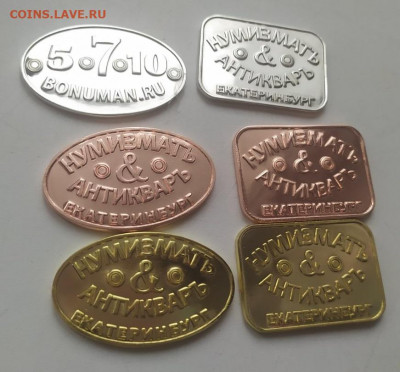 COINS.LAVE.RU
5·7·10
BONUMAN.RU
НУМИЗМАТЪ
&
АНТИКВАРЪ
ЕКАТЕРИНБУРГ
НУМИЗМАТЪ
&
АНТИКВАРЪ
ЕКАТЕРИНБУРГ
НУМИЗМАТЪ
&
АНТИКВАРЪ
ЕКАТЕРИНБУРГ
НУМИЗМАТЪ
&
АНТИКВАРЪ
ЕКАТЕРИНБУРГ
НУМИЗМАТЪ
&
АНТИКВАРЪ
ЕКАТЕРИНБУРГ